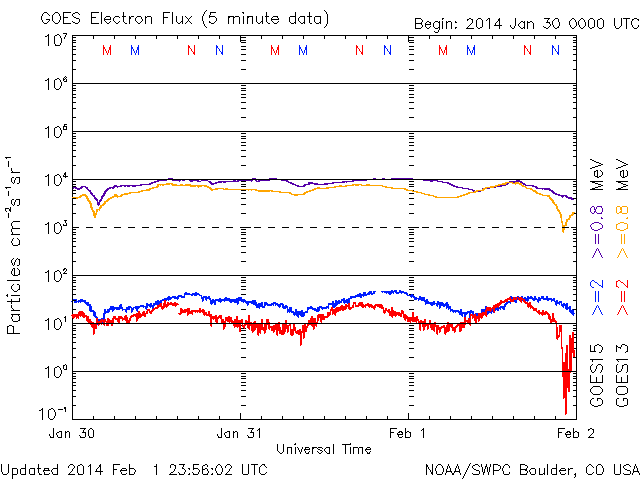 GOES Electron Flux (5 minute data)
Begin: 2014 Jan 30 0000 UTC
M M N N M M N N M M N N
10⁷
10⁶
10⁵
10⁴
10³
10²
10¹
10⁰
10⁻¹
Particles cm⁻²s⁻¹sr⁻¹
Jan 30 Jan 31 Feb 1 Feb 2
Universal Time
GOES15 >=2 >=0.8 MeV
GOES13 >=2 >=0.8 MeV
Updated 2014 Feb 1 23:56:02 UTC
NOAA/SWPC Boulder, CO USA